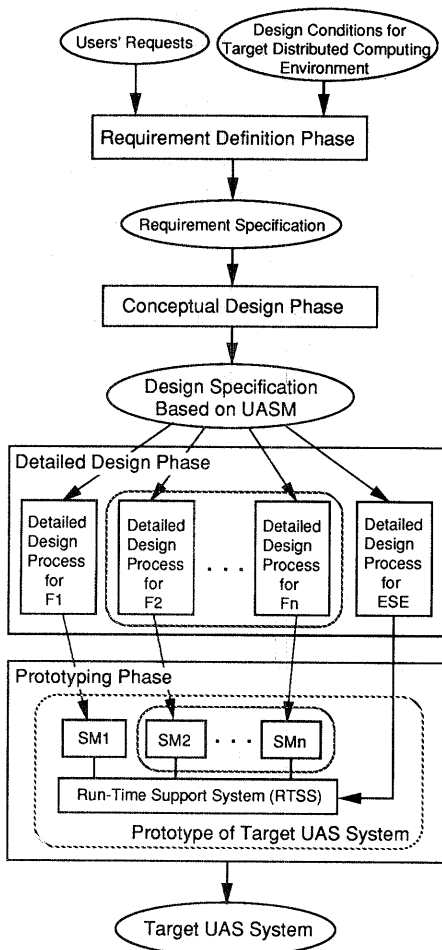 Users' Requests
Design Conditions for
Target Distributed Computing
Environment
Requirement Definition Phase
Requirement Specification
Conceptual Design Phase
Design Specification
Based on UASM
Detailed Design Phase
Detailed
Design
Process
for
F1
Detailed
Design
Process
for
F2
. . .
Detailed
Design
Process
for
Fn
Detailed
Design
Process
for
ESE
Prototyping Phase
SM1
SM2
. . .
SMn
Run-Time Support System (RTSS)
Prototype of Target UAS System
Target UAS System